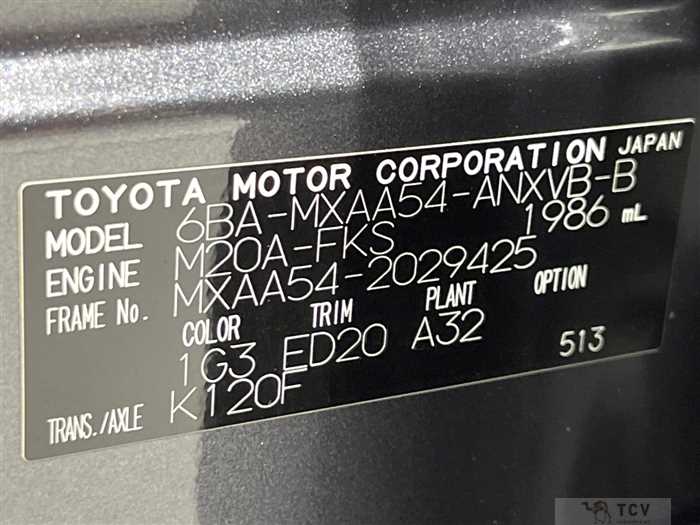 TOYOTA MOTOR CORPORATION JAPAN
MODEL 6BA-MXAA54-ANXVB-B
ENGINE M20A-FKS 1986 mL
FRAME No. MXAA54-2029425
COLOR TRIM PLANT OPTION
1G3 ED20 A32 513
TRANS./AXLE K120F
TCV